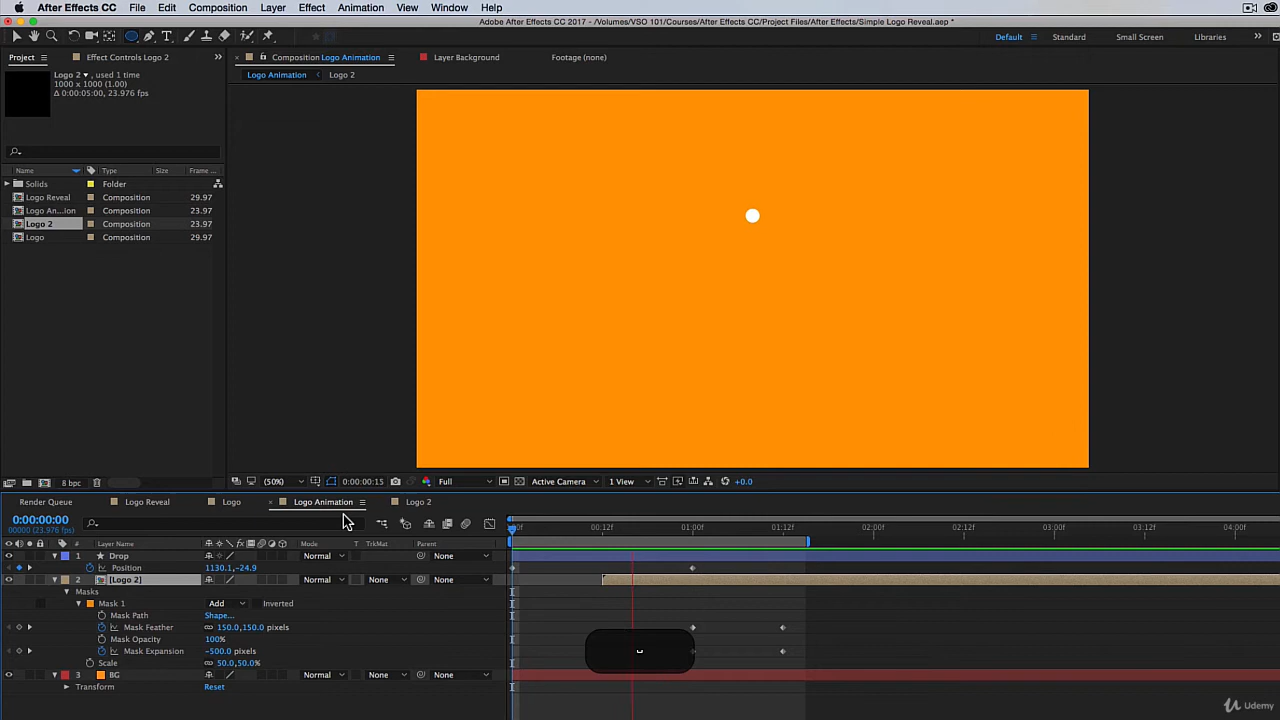 After Effects CC File Edit Composition Layer Effect Animation View Window Help
Adobe After Effects CC 2017 - /Volumes/VSO 101/Courses/After Effects/Project Files/After Effects/Simple Logo Reveal.aep *
Default Standard Small Screen Libraries
Project Effect Controls Logo 2 Composition Logo Animation Layer Background Footage (none)
Logo 2 , used 1 time
1000 x 1000 (1.00)
Δ 0:00:05:00, 23.976 fps
Logo Animation Logo 2
Name Type Size Frame ...
Solids Folder
Logo Reveal Composition 29.97
Logo An...ion Composition 23.97
Logo 2 Composition 23.97
Logo Composition 29.97
8 bpc (50%) 0:00:00:15 Full Active Camera 1 View +0.0
Render Queue Logo Reveal Logo Logo Animation Logo 2
0:00:00:00
00000 (23.976 fps)
00:12f 01:00f 01:12f 02:00f 02:12f 03:00f 03:12f 04:00f
# Layer Name Mode T TrkMat Parent
1 Drop Normal None
Position 1130.1,-24.9
2 [Logo 2] Normal None None
Masks
Mask 1 Add Inverted
Mask Path Shape...
Mask Feather 150.0,150.0 pixels
Mask Opacity 100%
Mask Expansion -500.0 pixels
Scale 50.0,50.0%
3 BG Normal None None
Transform Reset
Udemy